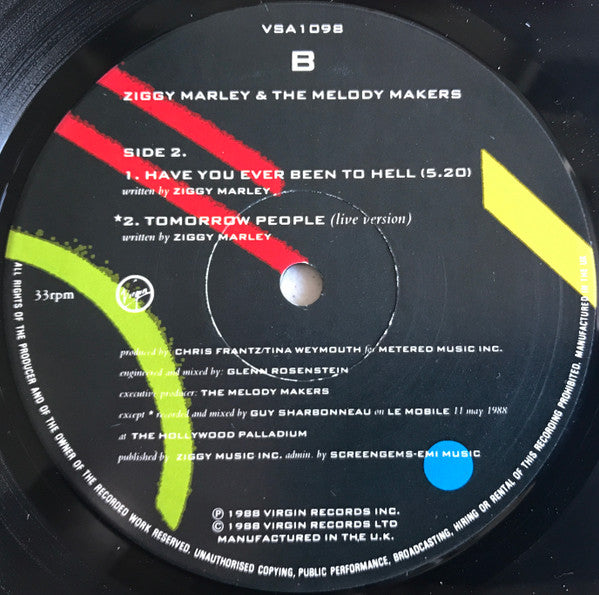 VSA1098
B
ZIGGY MARLEY & THE MELODY MAKERS
SIDE 2.
1. HAVE YOU EVER BEEN TO HELL (5.20)
written by ZIGGY MARLEY
*2. TOMORROW PEOPLE (live version)
written by ZIGGY MARLEY
33rpm
Virgin
produced by: CHRIS FRANTZ/TINA WEYMOUTH for METERED MUSIC INC.
engineered and mixed by: GLENN ROSENSTEIN
executive producer: THE MELODY MAKERS
except * recorded and mixed by GUY SHARBONNEAU on LE MOBILE 11 may 1988
at THE HOLLYWOOD PALLADIUM
published by ZIGGY MUSIC INC. admin. by SCREENGEMS-EMI MUSIC
Ⓟ 1988 VIRGIN RECORDS INC.
© 1988 VIRGIN RECORDS LTD
MANUFACTURED IN THE U.K.
ALL RIGHTS OF THE PRODUCER AND OF THE OWNER OF THE RECORDED WORK RESERVED. UNAUTHORISED COPYING, PUBLIC PERFORMANCE, BROADCASTING, HIRING OR RENTAL OF THIS RECORDING PROHIBITED. MANUFACTURED IN THE UK